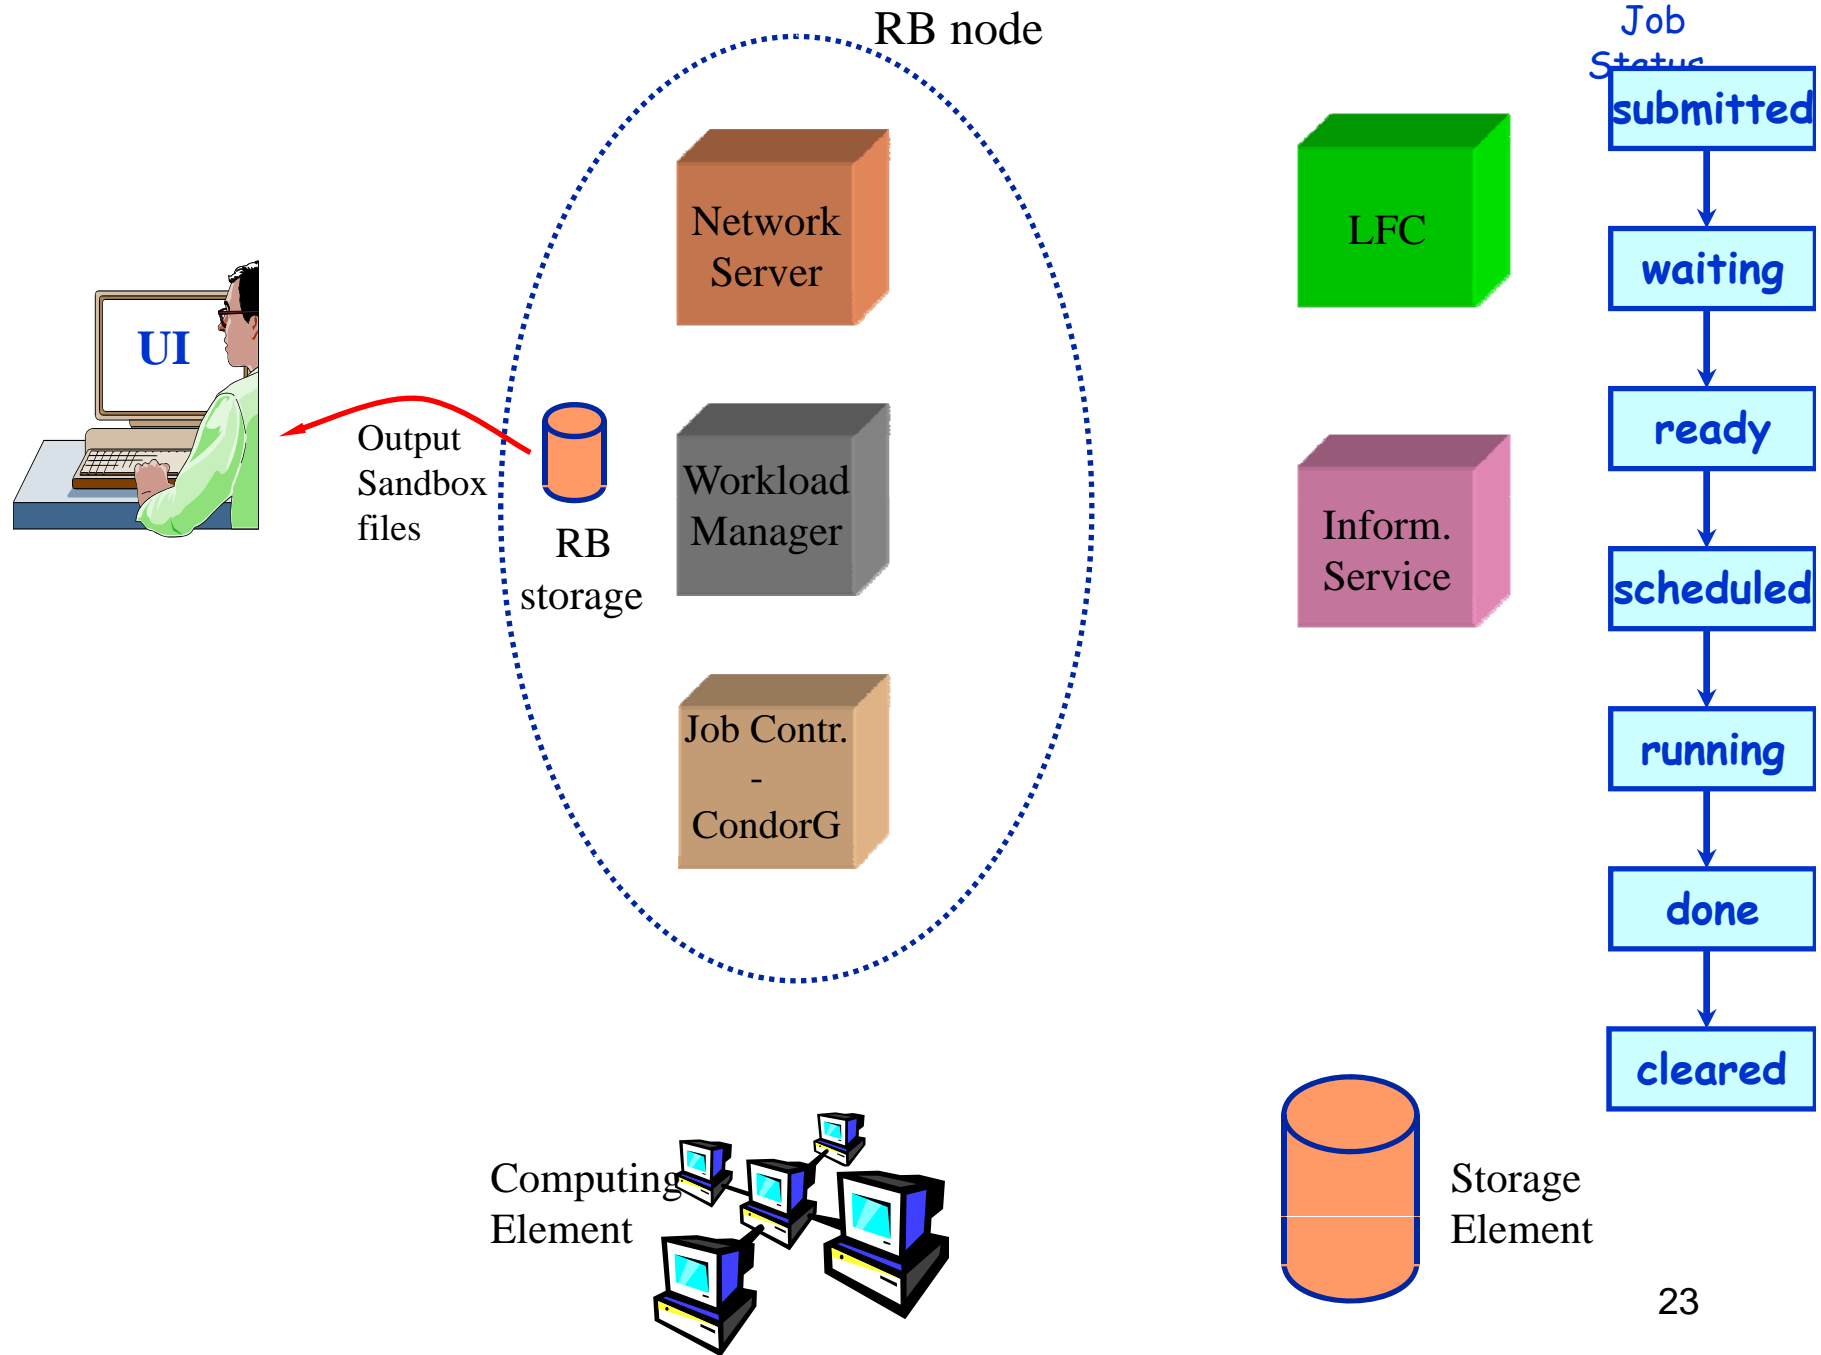 RB node
Job
Status
submitted
waiting
ready
scheduled
running
done
cleared
Network
Server
LFC
UI
Output
Sandbox
files
RB
storage
Workload
Manager
Inform.
Service
Job Contr.
-
CondorG
Computing
Element
Storage
Element
23